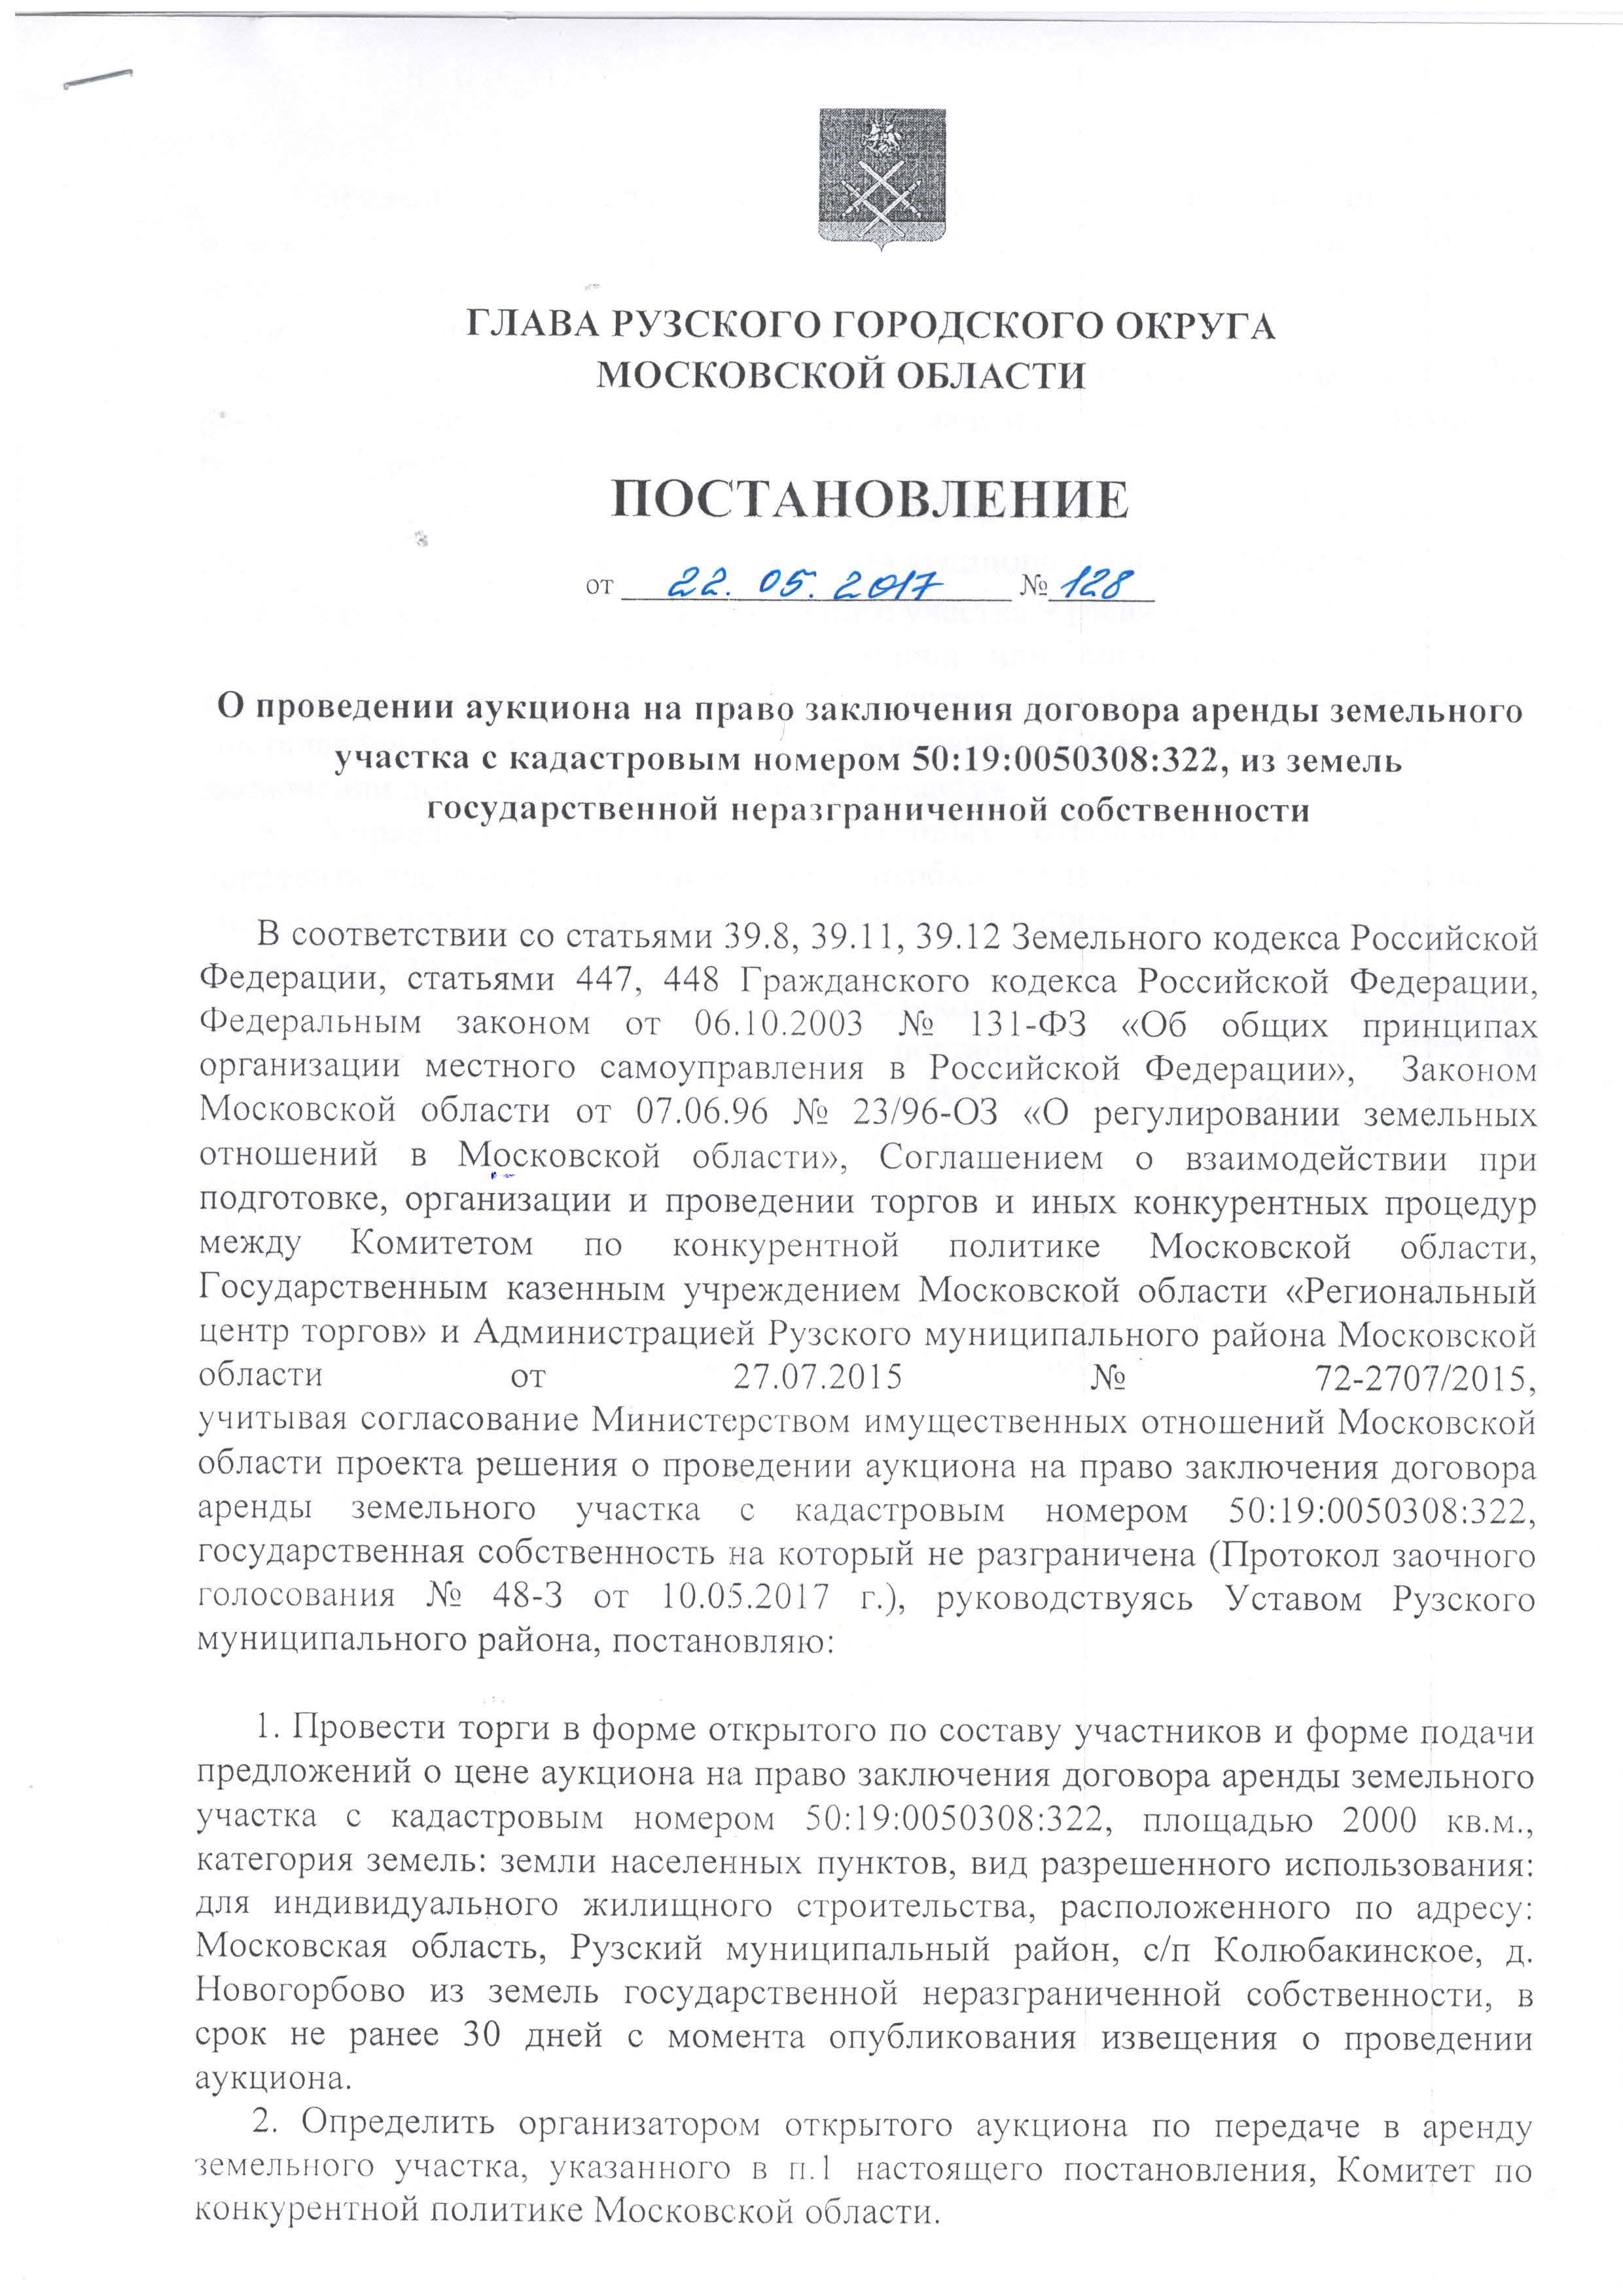 ГЛАВА РУЗСКОГО ГОРОДСКОГО ОКРУГА
МОСКОВСКОЙ ОБЛАСТИ
ПОСТАНОВЛЕНИЕ
от 22.05.2017 № 128
О проведении аукциона на право заключения договора аренды земельного
участка с кадастровым номером 50:19:0050308:322, из земель
государственной неразграниченной собственности
В соответствии со статьями 39.8, 39.11, 39.12 Земельного кодекса Российской
Федерации, статьями 447, 448 Гражданского кодекса Российской Федерации,
Федеральным законом от 06.10.2003 № 131-ФЗ «Об общих принципах
организации местного самоуправления в Российской Федерации», Законом
Московской области от 07.06.96 № 23/96-ОЗ «О регулировании земельных
отношений в Московской области», Соглашением о взаимодействии при
подготовке, организации и проведении торгов и иных конкурентных процедур
между Комитетом по конкурентной политике Московской области,
Государственным казенным учреждением Московской области «Региональный
центр торгов» и Администрацией Рузского муниципального района Московской
области от 27.07.2015 № 72-2707/2015,
учитывая согласование Министерством имущественных отношений Московской
области проекта решения о проведении аукциона на право заключения договора
аренды земельного участка с кадастровым номером 50:19:0050308:322,
государственная собственность на который не разграничена (Протокол заочного
голосования № 48-З от 10.05.2017 г.), руководствуясь Уставом Рузского
муниципального района, постановляю:
1. Провести торги в форме открытого по составу участников и форме подачи
предложений о цене аукциона на право заключения договора аренды земельного
участка с кадастровым номером 50:19:0050308:322, площадью 2000 кв.м.,
категория земель: земли населенных пунктов, вид разрешенного использования:
для индивидуального жилищного строительства, расположенного по адресу:
Московская область, Рузский муниципальный район, с/п Колюбакинское, д.
Новогорбово из земель государственной неразграниченной собственности, в
срок не ранее 30 дней с момента опубликования извещения о проведении
аукциона.
2. Определить организатором открытого аукциона по передаче в аренду
земельного участка, указанного в п.1 настоящего постановления, Комитет по
конкурентной политике Московской области.